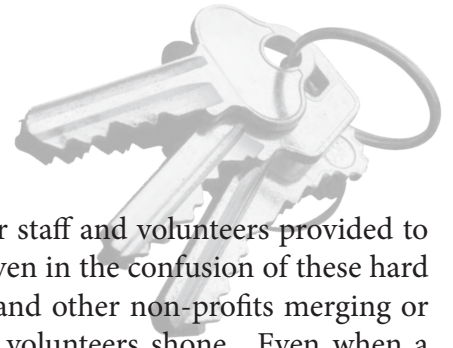 r staff and volunteers provided to
ven in the confusion of these hard
and other non-profits merging or
volunteers shone. Even when a